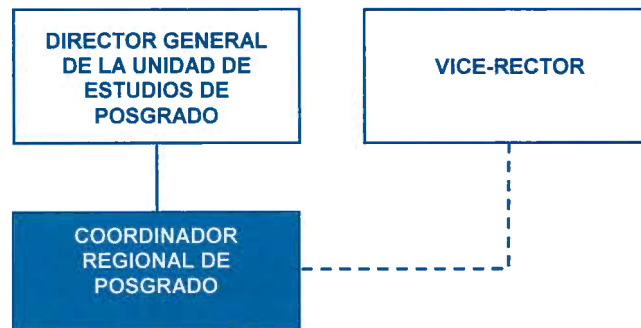 DIRECTOR GENERAL
DE LA UNIDAD DE
ESTUDIOS DE
POSGRADO
VICE-RECTOR
COORDINADOR
REGIONAL DE
POSGRADO